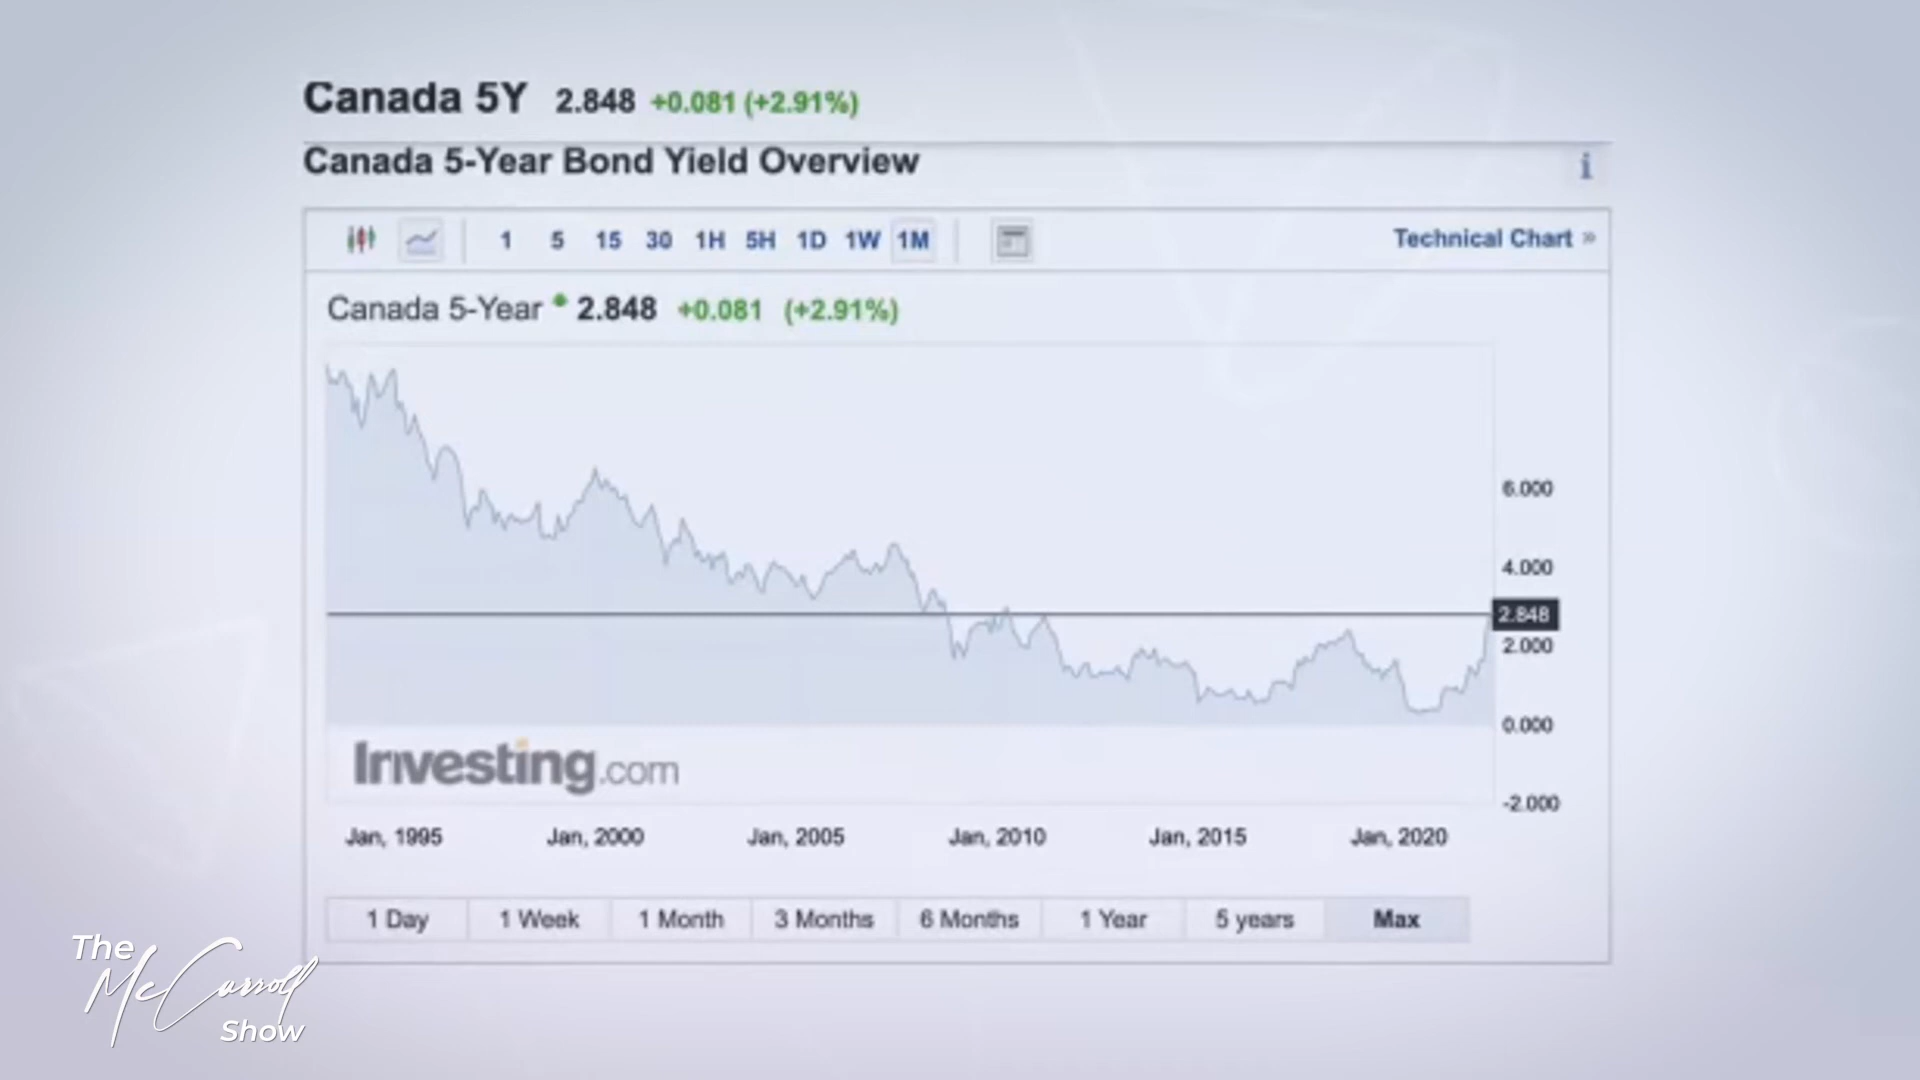 Canada 5Y 2.848 +0.081 (+2.91%)
Canada 5-Year Bond Yield Overview
i
1 5 15 30 1H 5H 1D 1W 1M
Technical Chart »
Canada 5-Year 2.848 +0.081 (+2.91%)
6.000
4.000
2.848
2.000
0.000
-2.000
Investing.com
Jan, 1995 Jan, 2000 Jan, 2005 Jan, 2010 Jan, 2015 Jan, 2020
1 Day 1 Week 1 Month 3 Months 6 Months 1 Year 5 years Max
The
McCarroll
Show